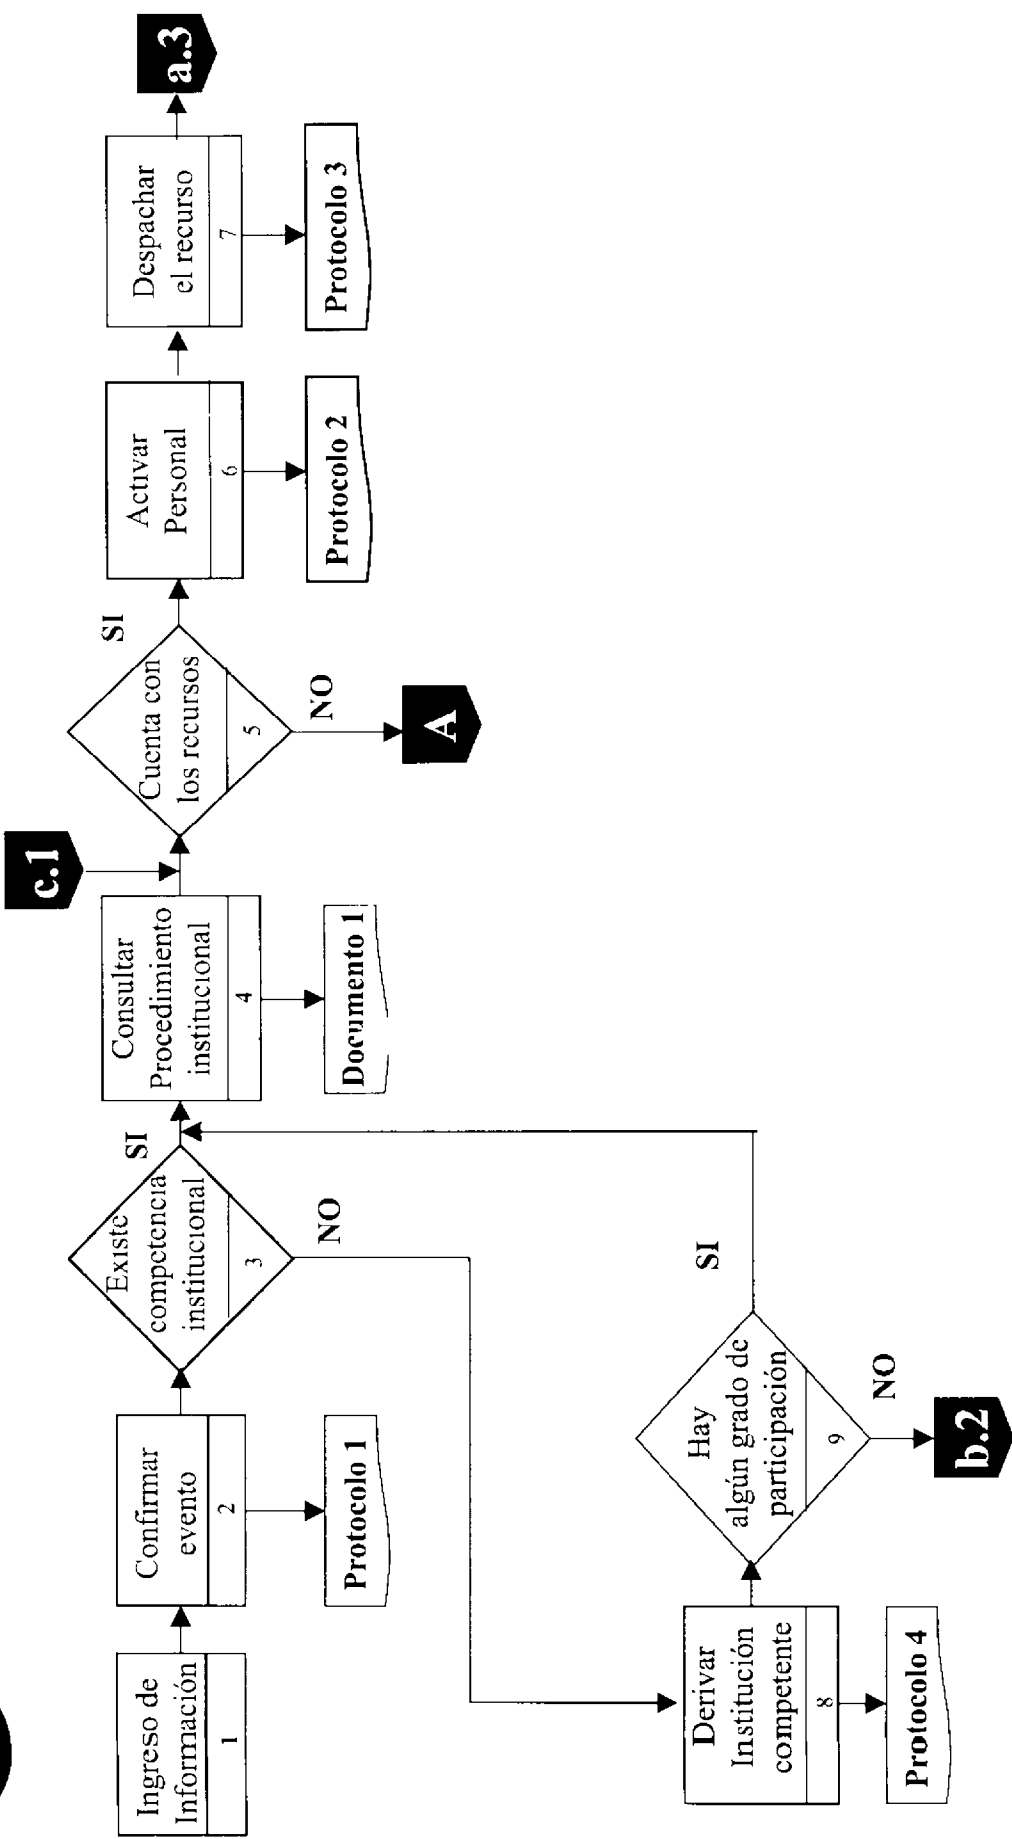 Ingreso de
Información
1
Confirmar
evento
2
Protocolo 1
Existe
competencia
institucional
3
SI
NO
Consultar
Procedimiento
institucional
4
Documento 1
c.1
Cuenta con
los recursos
5
SI
NO
A
Activar
Personal
6
Protocolo 2
Despachar
el recurso
7
Protocolo 3
a.3
Derivar
Institución
competente
8
Protocolo 4
Hay
algún grado de
participación
9
SI
NO
b.2